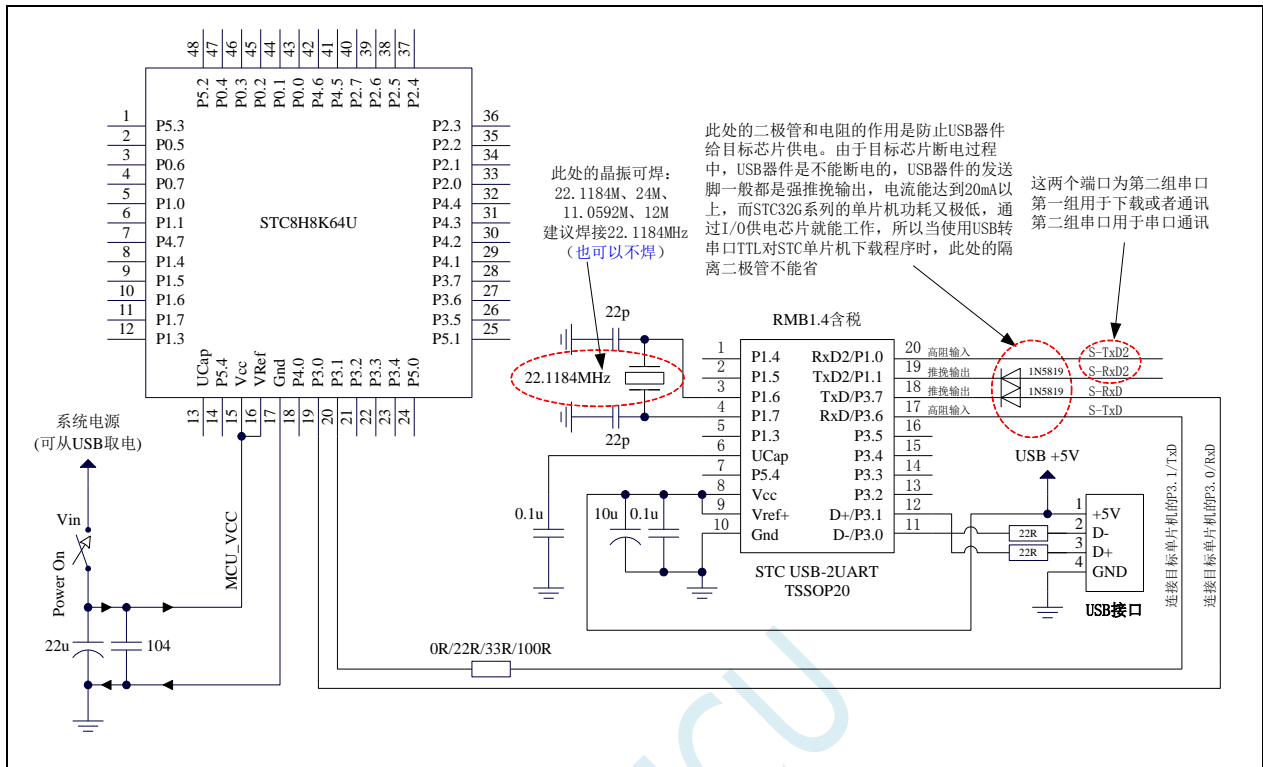 48
47
46
45
44
43
42
41
40
39
38
37
P5.2
P0.4
P0.3
P0.2
P0.1
P0.0
P4.6
P4.5
P2.7
P2.6
P2.5
P2.4
1 P5.3
2 P0.5
3 P0.6
4 P0.7
5 P1.0
6 P1.1
7 P4.7
8 P1.4
9 P1.5
10 P1.6
11 P1.7
12 P1.3
STC8H8K64U
P2.3 36
P2.2 35
P2.1 34
P2.0 33
P4.4 32
P4.3 31
P4.2 30
P4.1 29
P3.7 28
P3.6 27
P3.5 26
P5.1 25
UCap
P5.4
Vcc
VRef
Gnd
P4.0
P3.0
P3.1
P3.2
P3.3
P3.4
P5.0
13
14
15
16
17
18
19
20
21
22
23
24
此处的晶振可焊:
22.1184M、24M、
11.0592M、12M
建议焊接22.1184MHz
(也可以不焊)
此处的二极管和电阻的作用是防止USB器件
给目标芯片供电。由于目标芯片断电过程
中,USB器件是不能断电的,USB器件的发送
脚一般都是强推挽输出,电流能达到20mA以
上,而STC32G系列的单片机功耗又极低,通
过I/O供电芯片就能工作,所以当使用USB转
串口TTL对STC单片机下载程序时,此处的隔
离二极管不能省
这两个端口为第二组串口
第一组用于下载或者通讯
第二组串口用于串口通讯
22p
22.1184MHz
22p
RMB1.4含税
1 P1.4
2 P1.5
3 P1.6
4 P1.7
5 P1.3
6 UCap
7 P5.4
8 Vcc
9 Vref+
10 Gnd
RxD2/P1.0 20 高阻输入 S-TxD2
TxD2/P1.1 19 推挽输出 1N5819 S-RxD2
TxD/P3.7 18 推挽输出 1N5819 S-RxD
RxD/P3.6 17 高阻输入 S-TxD
P3.5 16
P3.4 15
P3.3 14
P3.2 13
D+/P3.1 12
D-/P3.0 11
STC USB-2UART
TSSOP20
0.1u
10u
0.1u
USB +5V
22R
22R
1 +5V
2 D-
3 D+
4 GND
USB接口
连接目标单片机的P3.1/TxD
连接目标单片机的P3.0/RxD
系统电源
(可从USB取电)
Vin
Power On
MCU_VCC
22u
104
0R/22R/33R/100R
MCU